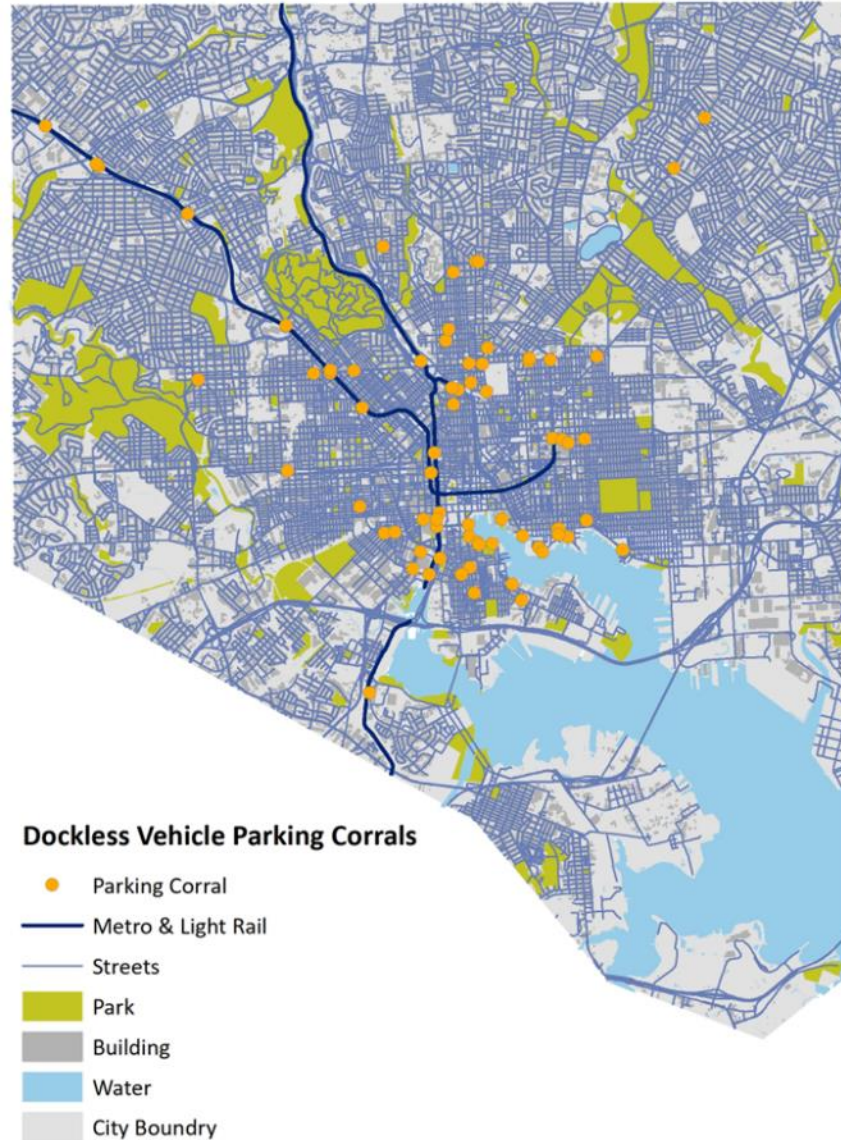 Dockless Vehicle Parking Corrals
Parking Corral
Metro & Light Rail
Streets
Park
Building
Water
City Boundry